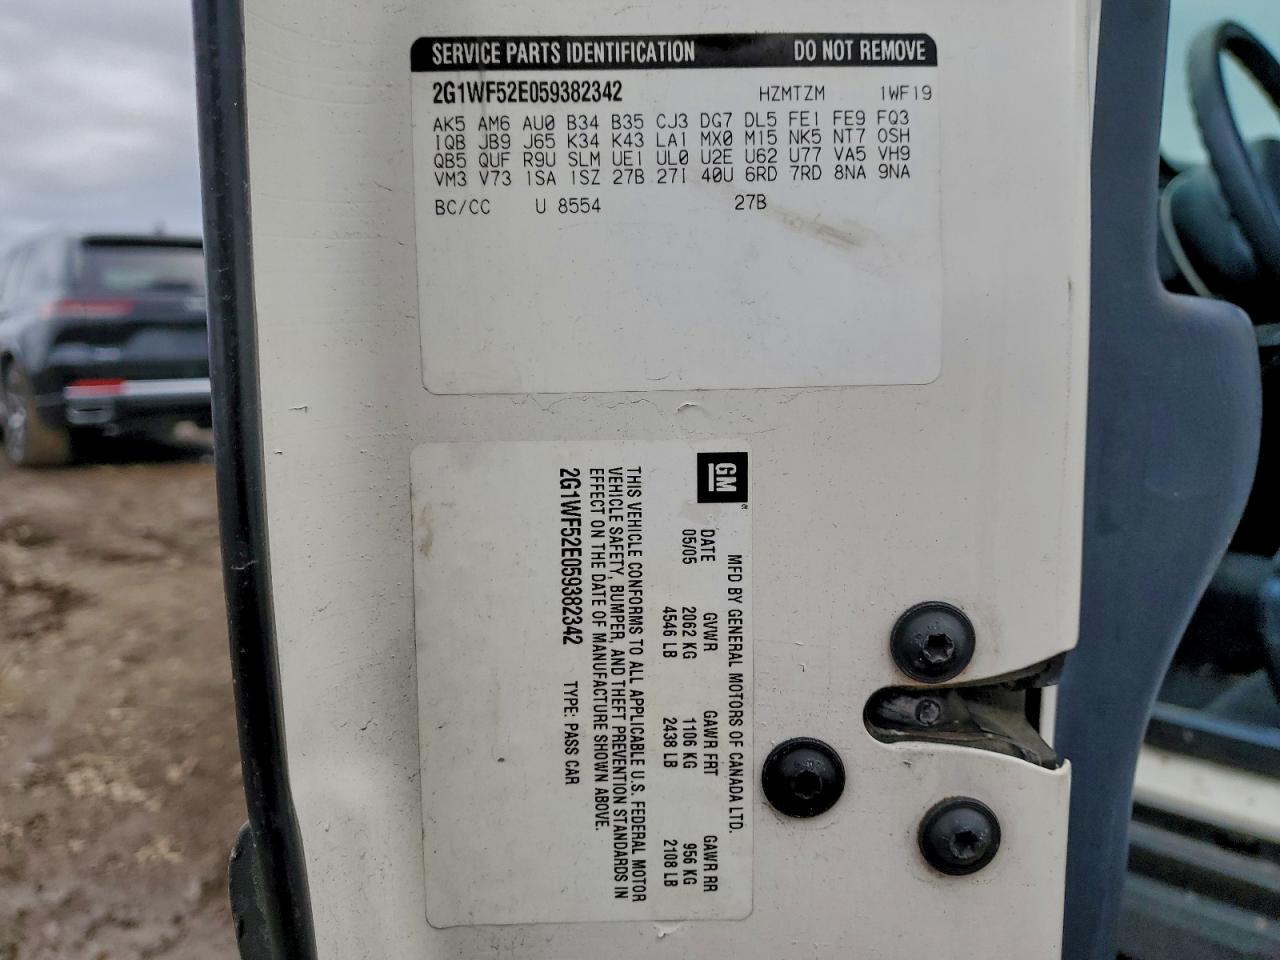 SERVICE PARTS IDENTIFICATION DO NOT REMOVE
2G1WF52E059382342 HZMTZM 1WF19
AK5 AM6 AU0 B34 B35 CJ3 DG7 DL5 FE1 FE9 FQ3
IQB JB9 J65 K34 K43 LA1 MX0 M15 NK5 NT7 OSH
QB5 QUF R9U SLM UE1 UL0 U2E U62 U77 VA5 VH9
VM3 V73 1SA 1SZ 27B 27I 40U 6RD 7RD 8NA 9NA
BC/CC U 8554 27B
GM
MFD BY GENERAL MOTORS OF CANADA LTD.
DATE GVWR GAWR FRT GAWR RR
05/05 2062 KG 1106 KG 956 KG
4546 LB 2438 LB 2108 LB
THIS VEHICLE CONFORMS TO ALL APPLICABLE U.S. FEDERAL MOTOR
VEHICLE SAFETY, BUMPER, AND THEFT PREVENTION STANDARDS IN
EFFECT ON THE DATE OF MANUFACTURE SHOWN ABOVE.
2G1WF52E059382342 TYPE: PASS CAR